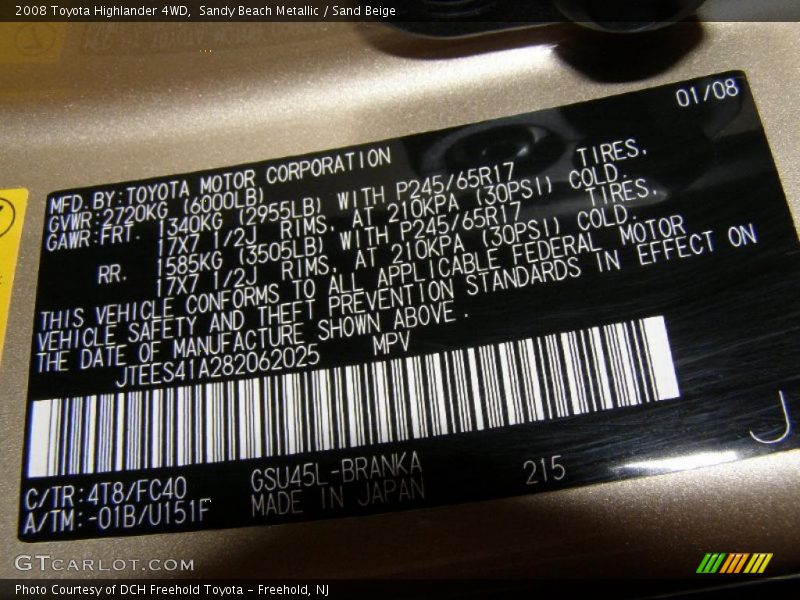 2008 Toyota Highlander 4WD, Sandy Beach Metallic / Sand Beige
01/08
MFD. BY:TOYOTA MOTOR CORPORATION
GVWR:2720KG (6000LB)
GAWR:FRT. 1340KG (2955LB) WITH P245/65R17 TIRES.
17X7 1/2J RIMS, AT 210KPA (30PSI) COLD.
RR. 1585KG (3505LB) WITH P245/65R17 TIRES.
17X7 1/2J RIMS, AT 210KPA (30PSI) COLD.
THIS VEHICLE CONFORMS TO ALL APPLICABLE FEDERAL MOTOR
VEHICLE SAFETY AND THEFT PREVENTION STANDARDS IN EFFECT ON
THE DATE OF MANUFACTURE SHOWN ABOVE.
JTEES41A282062025 MPV
C/TR:4T8/FC40 GSU45L-BRANKA 215
A/TM:-01B/U151F MADE IN JAPAN
J
GTCARLOT.COM
Photo Courtesy of DCH Freehold Toyota - Freehold, NJ